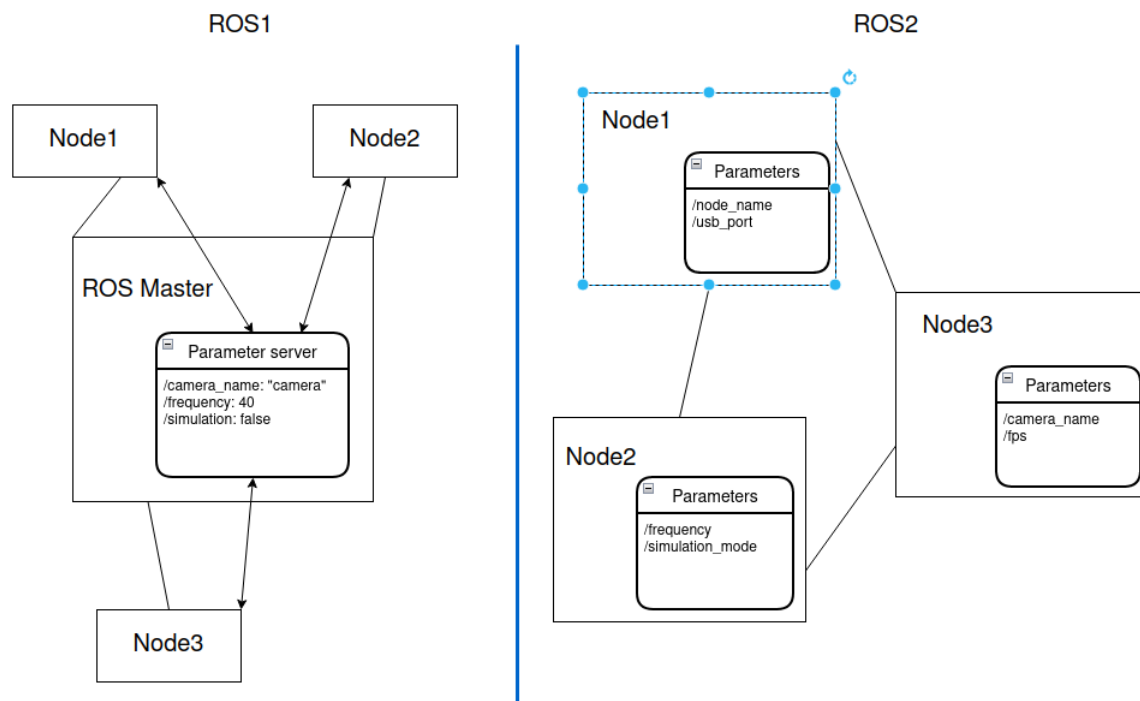 ROS1
Node1
Node2
ROS Master
Parameter server
/camera_name: "camera"
/frequency: 40
/simulation: false
Node3
ROS2
Node1
Parameters
/node_name
/usb_port
Node3
Parameters
/camera_name
/fps
Node2
Parameters
/frequency
/simulation_mode